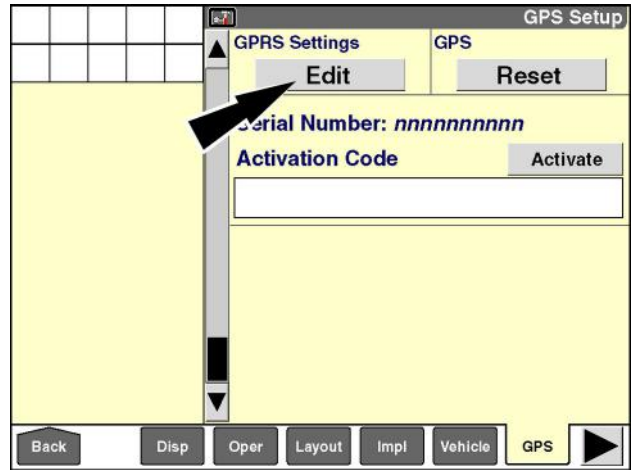 GPS Setup
GPRS Settings GPS
Edit Reset
Serial Number: nnnnnnnnnn
Activation Code Activate
Back Disp Oper Layout Impl Vehicle GPS